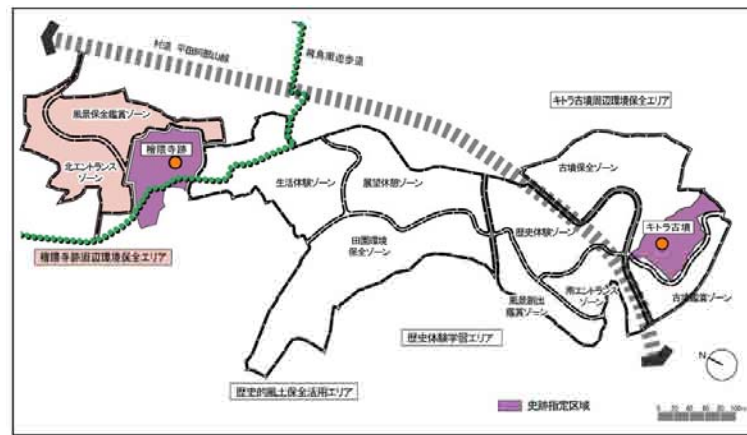 村道 平田阿部山線
飛鳥周遊歩道
キトラ古墳周辺環境保全エリア
風景保全鑑賞ゾーン
檜隈寺跡
北エントランス
ゾーン
生活体験ゾーン
展望休憩ゾーン
古墳保全ゾーン
キトラ古墳
田園環境
保全ゾーン
歴史体験ゾーン
檜隈寺跡周辺環境保全エリア
南エントランス
ゾーン
風景創出
鑑賞ゾーン
古墳鑑賞ゾーン
歴史体験学習エリア
歴史的風土保全活用エリア
N
史跡指定区域
0 20 40 60 80 100m